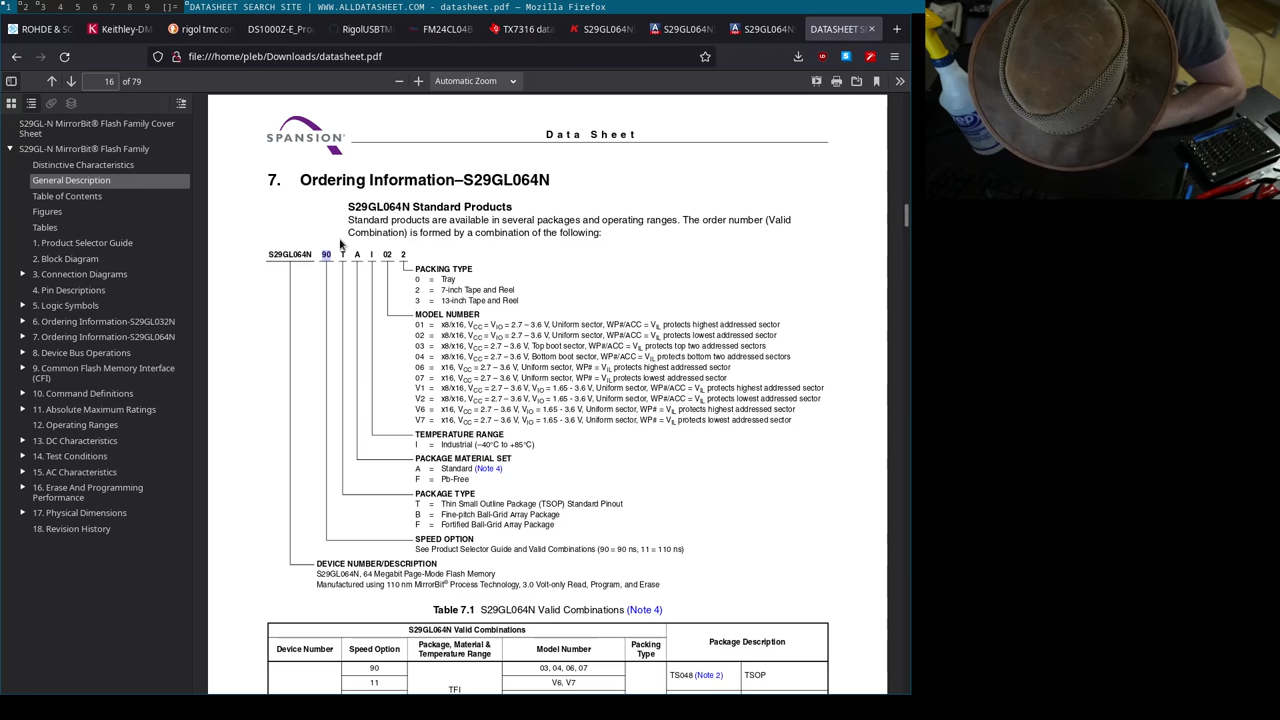 1 2 3 4 5 6 7 8 9 []= DATASHEET SEARCH SITE | WWW.ALLDATASHEET.COM - datasheet.pdf — Mozilla Firefox
ROHDE & SC Keithley-DM rigol tmc con DS1000Z-E_Pro RigolUSBTM FM24CL04B TX7316 data S29GL064N S29GL064N S29GL064N DATASHEET S
file:///home/pleb/Downloads/datasheet.pdf
16 of 79 Automatic Zoom
S29GL-N MirrorBit® Flash Family Cover
Sheet
S29GL-N MirrorBit® Flash Family
Distinctive Characteristics
General Description
Table of Contents
Figures
Tables
1. Product Selector Guide
2. Block Diagram
3. Connection Diagrams
4. Pin Descriptions
5. Logic Symbols
6. Ordering Information-S29GL032N
7. Ordering Information-S29GL064N
8. Device Bus Operations
9. Common Flash Memory Interface
(CFI)
10. Command Definitions
11. Absolute Maximum Ratings
12. Operating Ranges
13. DC Characteristics
14. Test Conditions
15. AC Characteristics
16. Erase And Programming
Performance
17. Physical Dimensions
18. Revision History
SPANSION
Data Sheet
7. Ordering Information–S29GL064N
S29GL064N Standard Products
Standard products are available in several packages and operating ranges. The order number (Valid
Combination) is formed by a combination of the following:
S29GL064N 90 T A I 02 2
PACKING TYPE
0 = Tray
2 = 7-inch Tape and Reel
3 = 13-inch Tape and Reel
MODEL NUMBER
01 = x8/x16, VCC = VIO = 2.7 – 3.6 V, Uniform sector, WP#/ACC = VIL protects highest addressed sector
02 = x8/x16, VCC = VIO = 2.7 – 3.6 V, Uniform sector, WP#/ACC = VIL protects lowest addressed sector
03 = x8/x16, VCC = 2.7 – 3.6 V, Top boot sector, WP#/ACC = VIL protects top two addressed sectors
04 = x8/x16, VCC = 2.7 – 3.6 V, Bottom boot sector, WP#/ACC = VIL protects bottom two addressed sectors
06 = x16, VCC = 2.7 – 3.6 V, Uniform sector, WP# = VIL protects highest addressed sector
07 = x16, VCC = 2.7 – 3.6 V, Uniform sector, WP# = VIL protects lowest addressed sector
V1 = x8/x16, VCC = 2.7 – 3.6 V, VIO = 1.65 - 3.6 V, Uniform sector, WP#/ACC = VIL protects highest addressed sector
V2 = x8/x16, VCC = 2.7 – 3.6 V, VIO = 1.65 - 3.6 V, Uniform sector, WP#/ACC = VIL protects lowest addressed sector
V6 = x16, VCC = 2.7 – 3.6 V, VIO = 1.65 - 3.6 V, Uniform sector, WP# = VIL protects highest addressed sector
V7 = x16, VCC = 2.7 – 3.6 V, VIO = 1.65 - 3.6 V, Uniform sector, WP# = VIL protects lowest addressed sector
TEMPERATURE RANGE
I = Industrial (–40°C to +85°C)
PACKAGE MATERIAL SET
A = Standard (Note 4)
F = Pb-Free
PACKAGE TYPE
T = Thin Small Outline Package (TSOP) Standard Pinout
B = Fine-pitch Ball-Grid Array Package
F = Fortified Ball-Grid Array Package
SPEED OPTION
See Product Selector Guide and Valid Combinations (90 = 90 ns, 11 = 110 ns)
DEVICE NUMBER/DESCRIPTION
S29GL064N, 64 Megabit Page-Mode Flash Memory
Manufactured using 110 nm MirrorBit® Process Technology, 3.0 Volt-only Read, Program, and Erase
Table 7.1 S29GL064N Valid Combinations (Note 4)
S29GL064N Valid Combinations Package Description
Device Number Speed Option Package, Material & Temperature Range Model Number Packing Type
90 03, 04, 06, 07
TS048 (Note 2) TSOP
11 V6, V7
TFI